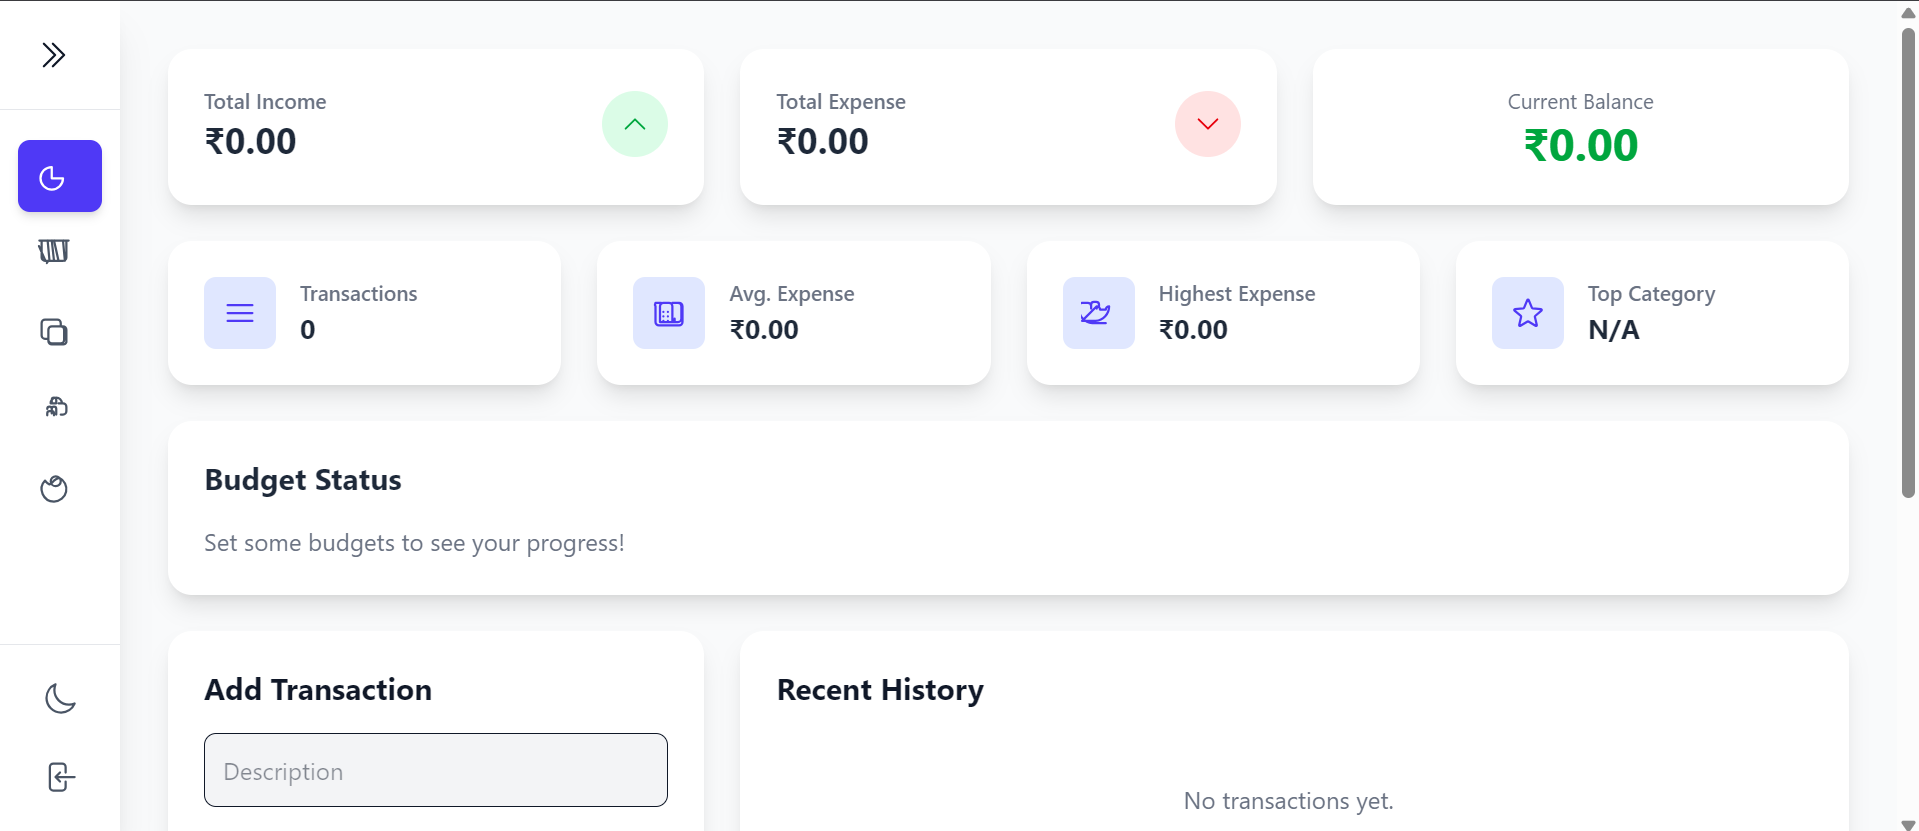 Total Income
₹0.00
Total Expense
₹0.00
Current Balance
₹0.00
Transactions
0
Avg. Expense
₹0.00
Highest Expense
₹0.00
Top Category
N/A
Budget Status
Set some budgets to see your progress!
Add Transaction
Description
Recent History
No transactions yet.